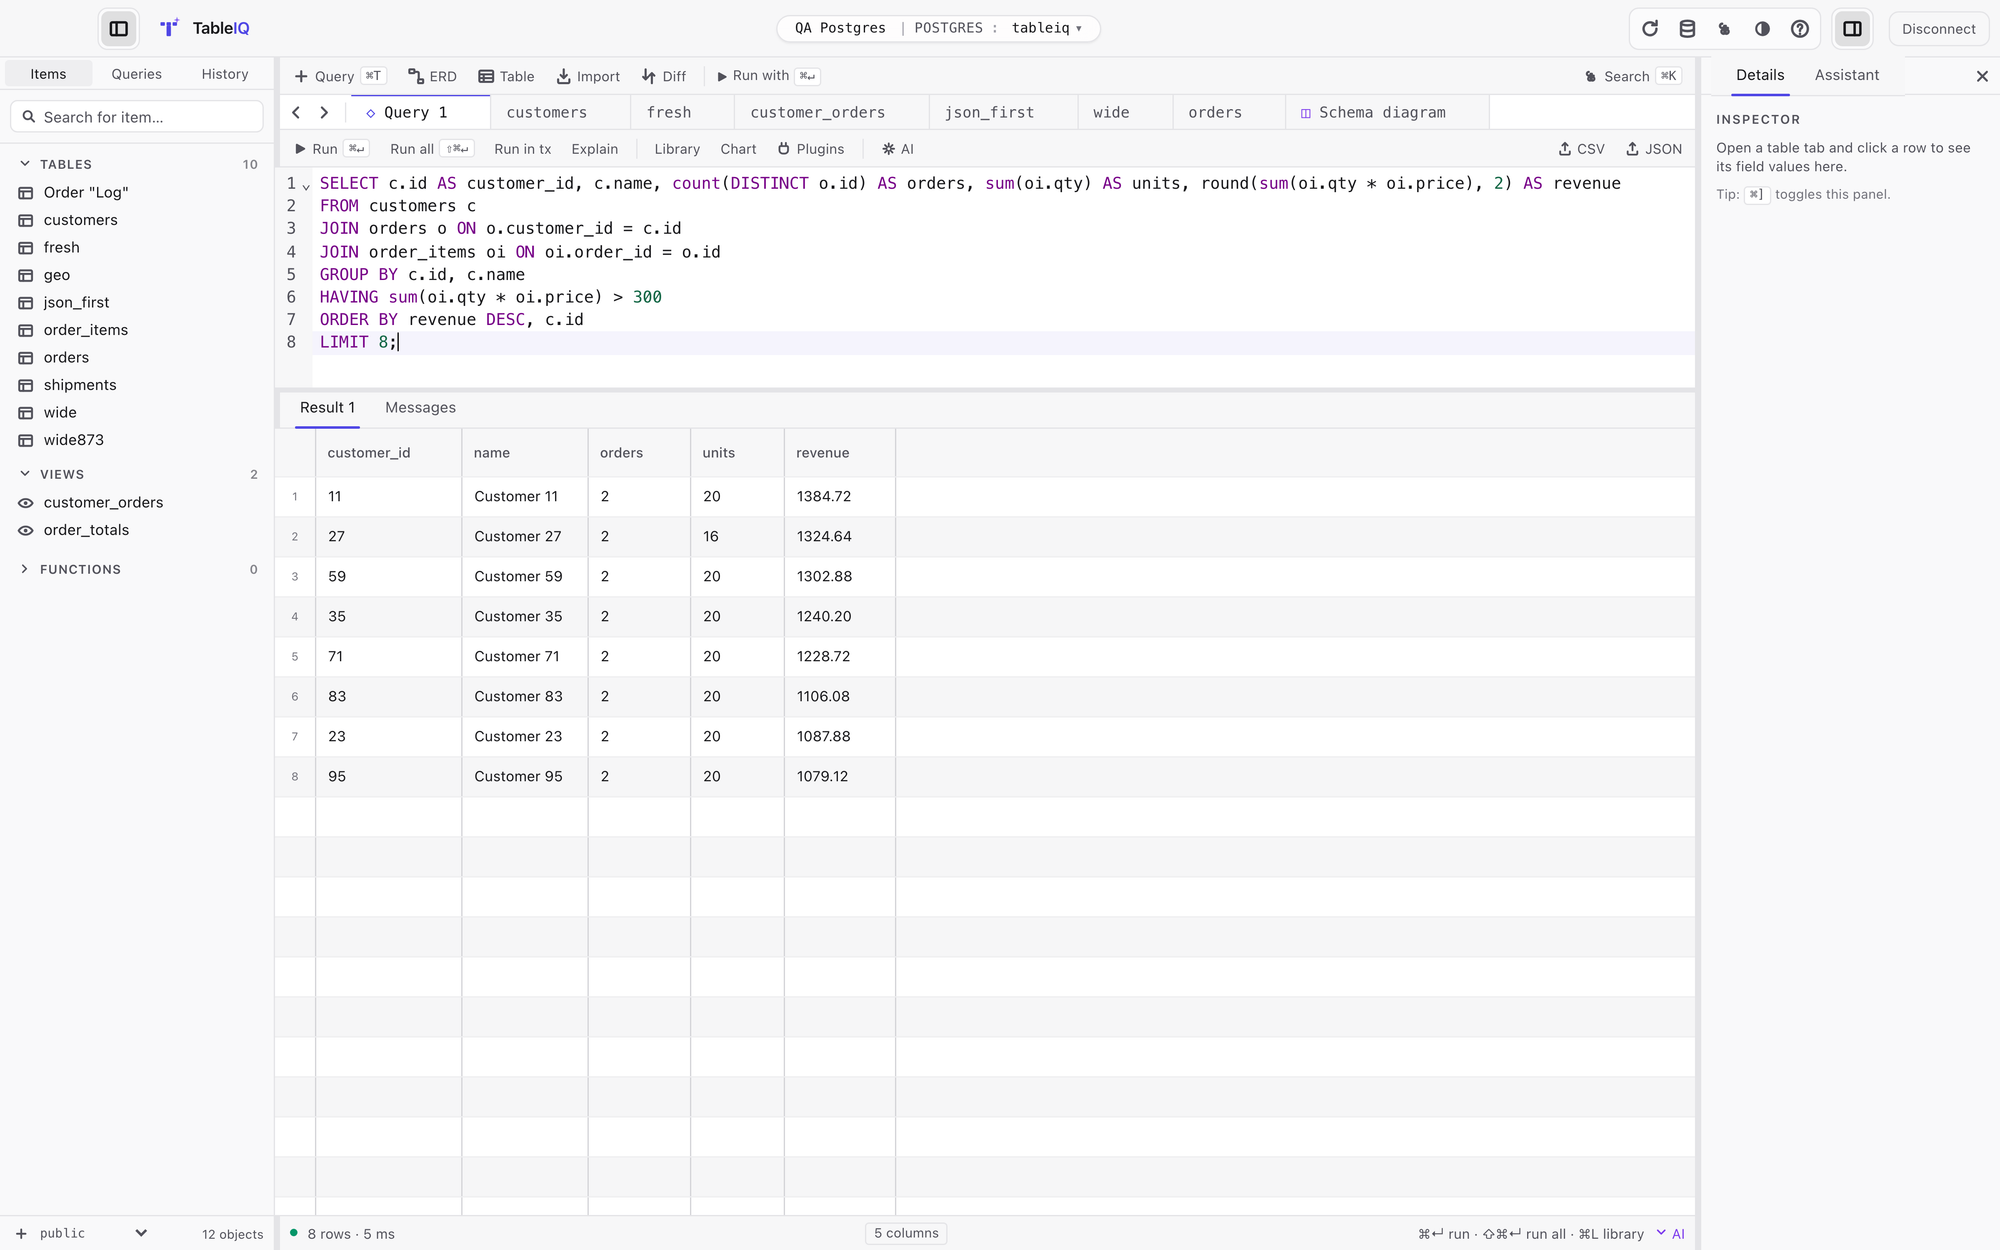 TableIQ
QA Postgres | POSTGRES : tableiq ▾
Disconnect
Items Queries History
Search for item...
TABLES 10
Order "Log"
customers
fresh
geo
json_first
order_items
orders
shipments
wide
wide873
VIEWS 2
customer_orders
order_totals
FUNCTIONS 0
+ public
12 objects
+ Query ⌘T ERD Table Import Diff Run with ⌘↵ Search ⌘K
Query 1 customers fresh customer_orders json_first wide orders Schema diagram
Run ⌘↵ Run all ⇧⌘↵ Run in tx Explain Library Chart Plugins AI CSV JSON
1 SELECT c.id AS customer_id, c.name, count(DISTINCT o.id) AS orders, sum(oi.qty) AS units, round(sum(oi.qty * oi.price), 2) AS revenue
2 FROM customers c
3 JOIN orders o ON o.customer_id = c.id
4 JOIN order_items oi ON oi.order_id = o.id
5 GROUP BY c.id, c.name
6 HAVING sum(oi.qty * oi.price) > 300
7 ORDER BY revenue DESC, c.id
8 LIMIT 8;
Result 1 Messages
customer_id name orders units revenue
1 11 Customer 11 2 20 1384.72
2 27 Customer 27 2 16 1324.64
3 59 Customer 59 2 20 1302.88
4 35 Customer 35 2 20 1240.20
5 71 Customer 71 2 20 1228.72
6 83 Customer 83 2 20 1106.08
7 23 Customer 23 2 20 1087.88
8 95 Customer 95 2 20 1079.12
8 rows · 5 ms
5 columns
⌘↵ run · ⇧⌘↵ run all · ⌘L library AI
Details Assistant
INSPECTOR
Open a table tab and click a row to see
its field values here.
Tip: ⌘] toggles this panel.